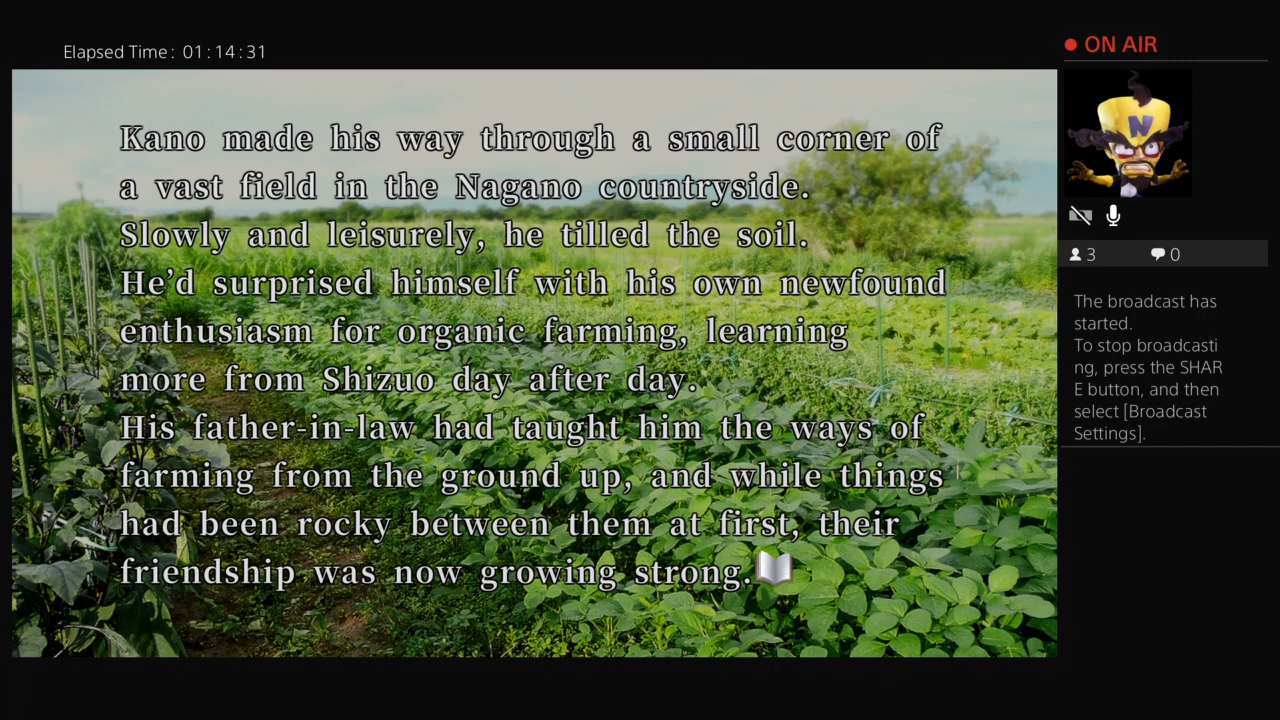 Elapsed Time: 01:14:31
ON AIR
Kano made his way through a small corner of
a vast field in the Nagano countryside.
Slowly and leisurely, he tilled the soil.
He’d surprised himself with his own newfound
enthusiasm for organic farming, learning
more from Shizuo day after day.
His father-in-law had taught him the ways of
farming from the ground up, and while things
had been rocky between them at first, their
friendship was now growing strong.
N
3
0
The broadcast has
started.
To stop broadcasti
ng, press the SHAR
E button, and then
select [Broadcast
Settings].